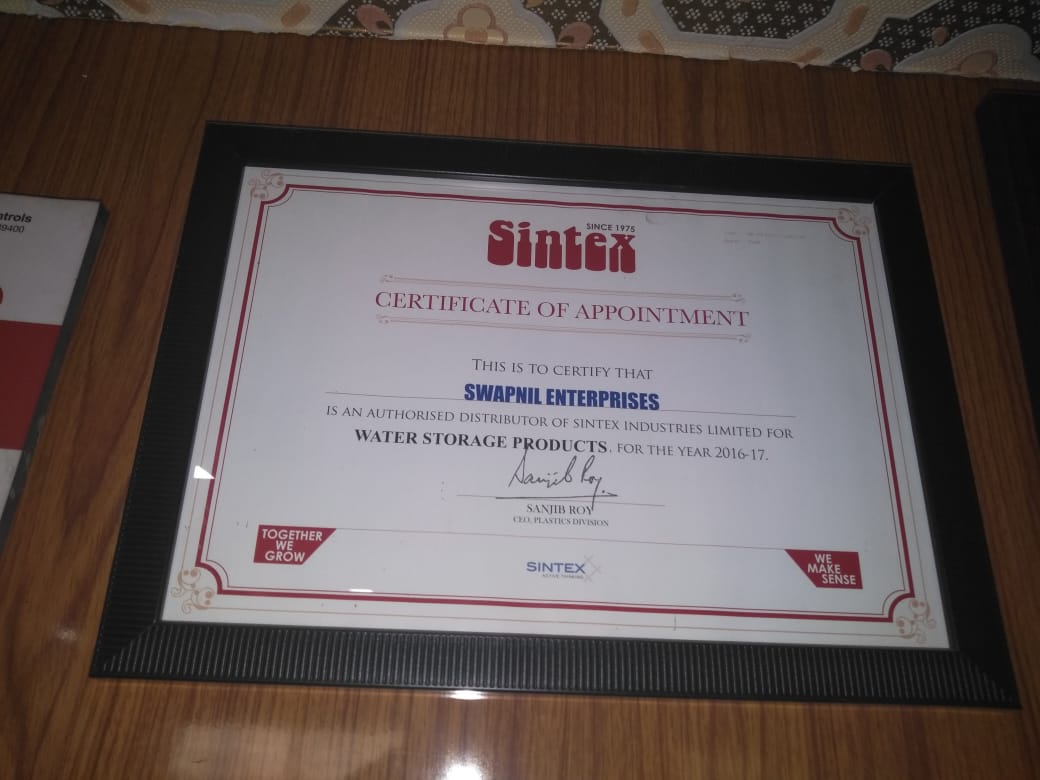 ntrols
39400
SINCE 1975
Sintex
CERTIFICATE OF APPOINTMENT
THIS IS TO CERTIFY THAT
SWAPNIL ENTERPRISES
IS AN AUTHORISED DISTRIBUTOR OF SINTEX INDUSTRIES LIMITED FOR
WATER STORAGE PRODUCTS. FOR THE YEAR 2016-17.
Sanjib Roy.
SANJIB ROY
CEO, PLASTICS DIVISION
TOGETHER
WE
GROW
SINTEX
ACTIVE THINKING
WE
MAKE
SENSE